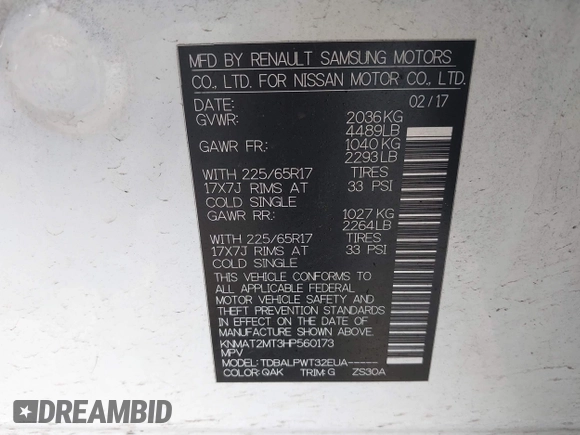 MFD BY RENAULT SAMSUNG MOTORS
CO., LTD. FOR NISSAN MOTOR CO., LTD.
DATE: 02/17
GVWR: 2036KG
4489LB
GAWR FR: 1040 KG
2293LB
WITH 225/65R17 TIRES
17X7J RIMS AT 33 PSI
COLD SINGLE
GAWR RR: 1027 KG
2264LB
WITH 225/65R17 TIRES
17X7J RIMS AT 33 PSI
COLD SINGLE
THIS VEHICLE CONFORMS TO
ALL APPLICABLE FEDERAL
MOTOR VEHICLE SAFETY AND
THEFT PREVENTION STANDARDS
IN EFFECT ON THE DATE OF
MANUFACTURE SHOWN ABOVE.
KNMAT2MT3HP560173
MPV
MODEL: TDBALPWT32EUA-----
COLOR: QAK TRIM: G ZS30A
DREAMBID